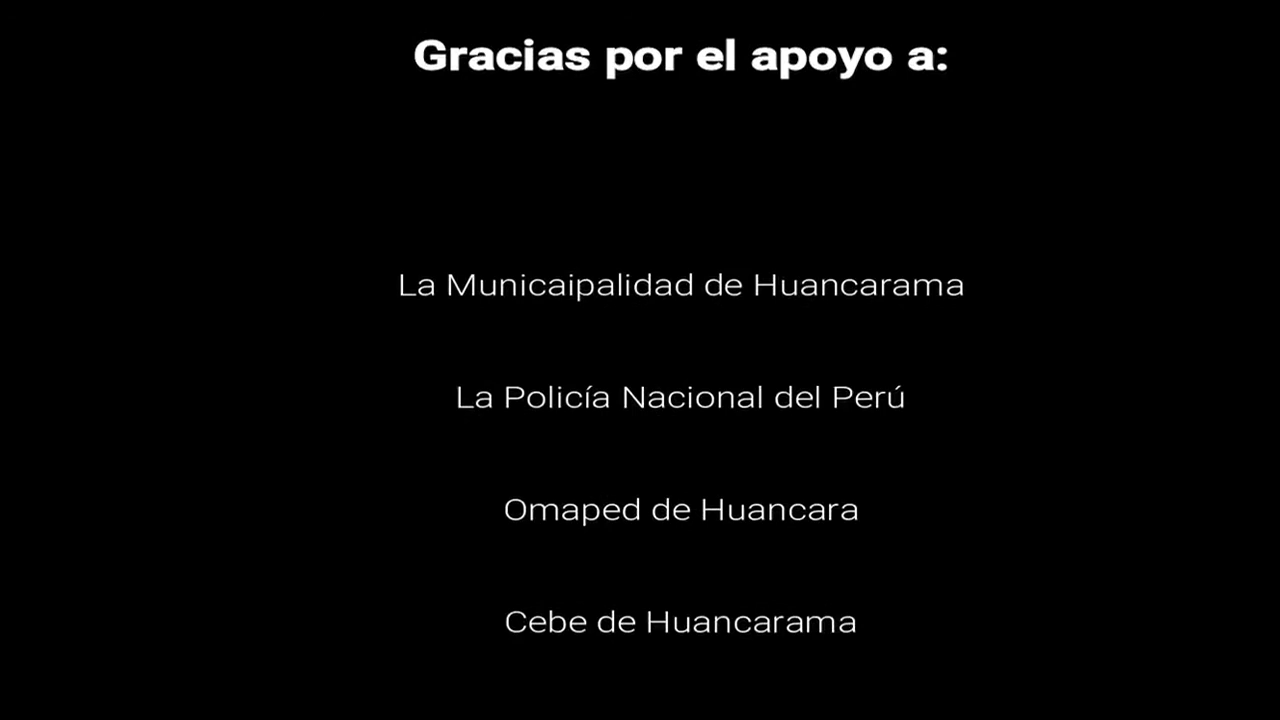 Gracias por el apoyo a:
La Municaipalidad de Huancarama
La Policía Nacional del Perú
Omaped de Huancara
Cebe de Huancarama